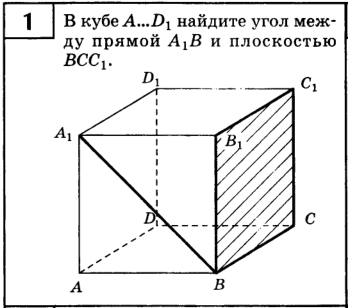 1
В кубе A...D₁ найдите угол меж-
ду прямой A₁B и плоскостью
BCC₁.
D₁
C₁
A₁
B₁
D
C
A
B